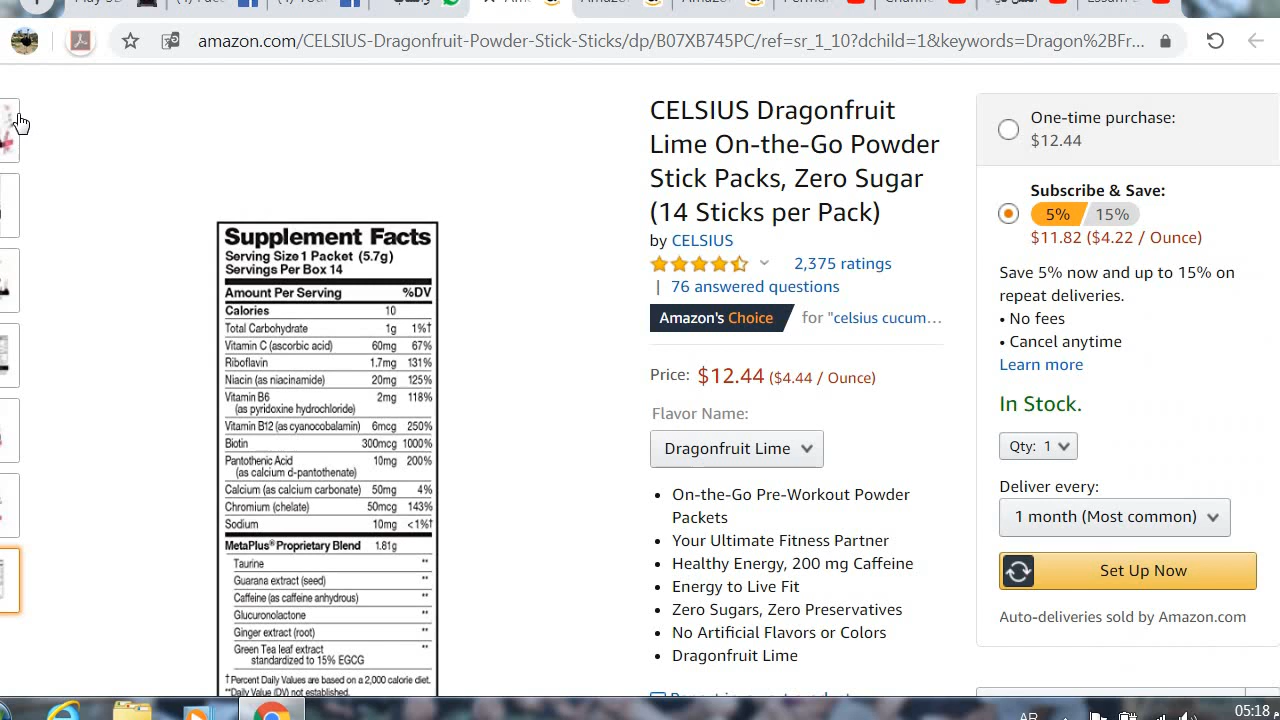 amazon.com/CELSIUS-Dragonfruit-Powder-Stick-Sticks/dp/B07XB745PC/ref=sr_1_10?dchild=1&keywords=Dragon%2BFr...
CELSIUS Dragonfruit
Lime On-the-Go Powder
Stick Packs, Zero Sugar
(14 Sticks per Pack)
by CELSIUS
2,375 ratings
| 76 answered questions
Amazon's Choice for "celsius cucum...
Price: $12.44 ($4.44 / Ounce)
Flavor Name:
Dragonfruit Lime
• On-the-Go Pre-Workout Powder
Packets
• Your Ultimate Fitness Partner
• Healthy Energy, 200 mg Caffeine
• Energy to Live Fit
• Zero Sugars, Zero Preservatives
• No Artificial Flavors or Colors
• Dragonfruit Lime
Supplement Facts
Serving Size 1 Packet (5.7g)
Servings Per Box 14
Amount Per Serving %DV
Calories 10
Total Carbohydrate 1g 1%†
Vitamin C (ascorbic acid) 60mg 67%
Riboflavin 1.7mg 131%
Niacin (as niacinamide) 20mg 125%
Vitamin B6 2mg 118%
(as pyridoxine hydrochloride)
Vitamin B12 (as cyanocobalamin) 6mcg 250%
Biotin 300mcg 1000%
Pantothenic Acid 10mg 200%
(as calcium d-pantothenate)
Calcium (as calcium carbonate) 50mg 4%
Chromium (chelate) 50mcg 143%
Sodium 10mg <1%†
MetaPlus® Proprietary Blend 1.81g
Taurine **
Guarana extract (seed) **
Caffeine (as caffeine anhydrous) **
Glucuronolactone **
Ginger extract (root) **
Green Tea leaf extract **
standardized to 15% EGCG
†Percent Daily Values are based on a 2,000 calorie diet.
**Daily Value (DV) not established.
One-time purchase:
$12.44
Subscribe & Save:
5% 15%
$11.82 ($4.22 / Ounce)
Save 5% now and up to 15% on
repeat deliveries.
• No fees
• Cancel anytime
Learn more
In Stock.
Qty: 1
Deliver every:
1 month (Most common)
Set Up Now
Auto-deliveries sold by Amazon.com
05:18